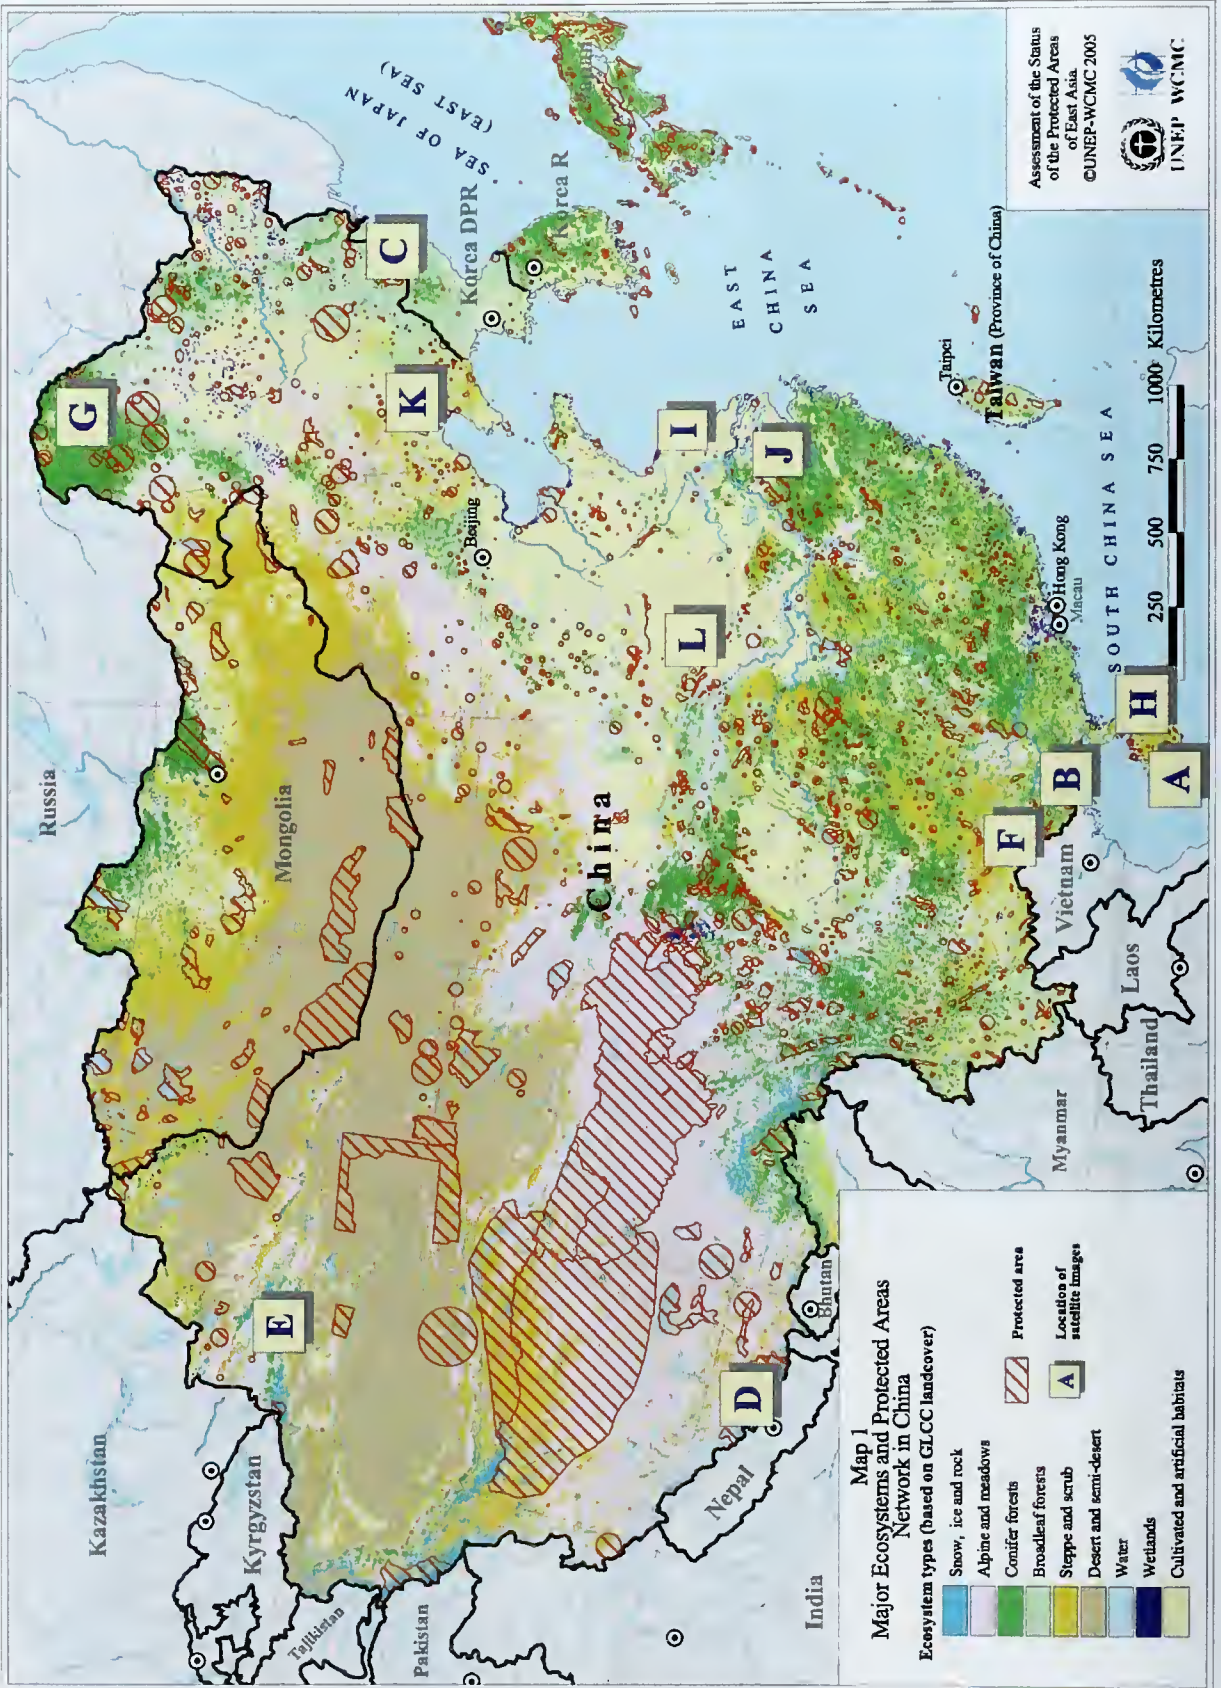 Map 1
Major Ecosystems and Protected Areas
Network in China
Ecosystem types (based on GLCC landcover)
Snow, ice and rock
Alpine and meadows
Conifer forests
Broadleaf forests
Steppe and scrub
Desert and semi-desert
Water
Wetlands
Cultivated and artificial habitats
Protected area
A
Location of
satellite images
Kazakhstan
Kyrgyzstan
Tajikistan
Pakistan
India
Nepal
Bhutan
Myanmar
Thailand
Laos
Vietnam
Russia
Mongolia
China
Beijing
Korea DPR
Korea R
Japan
SEA OF JAPAN
(EAST SEA)
EAST
CHINA
SEA
Taipei
Taiwan (Province of China)
Hong Kong
Macau
SOUTH CHINA SEA
A
B
C
D
E
F
G
H
I
J
K
L
250 500 750 1000 Kilometres
Assessment of the Status
of the Protected Areas
of East Asia
©UNEP-WCMC 2005
UNEP WCMC